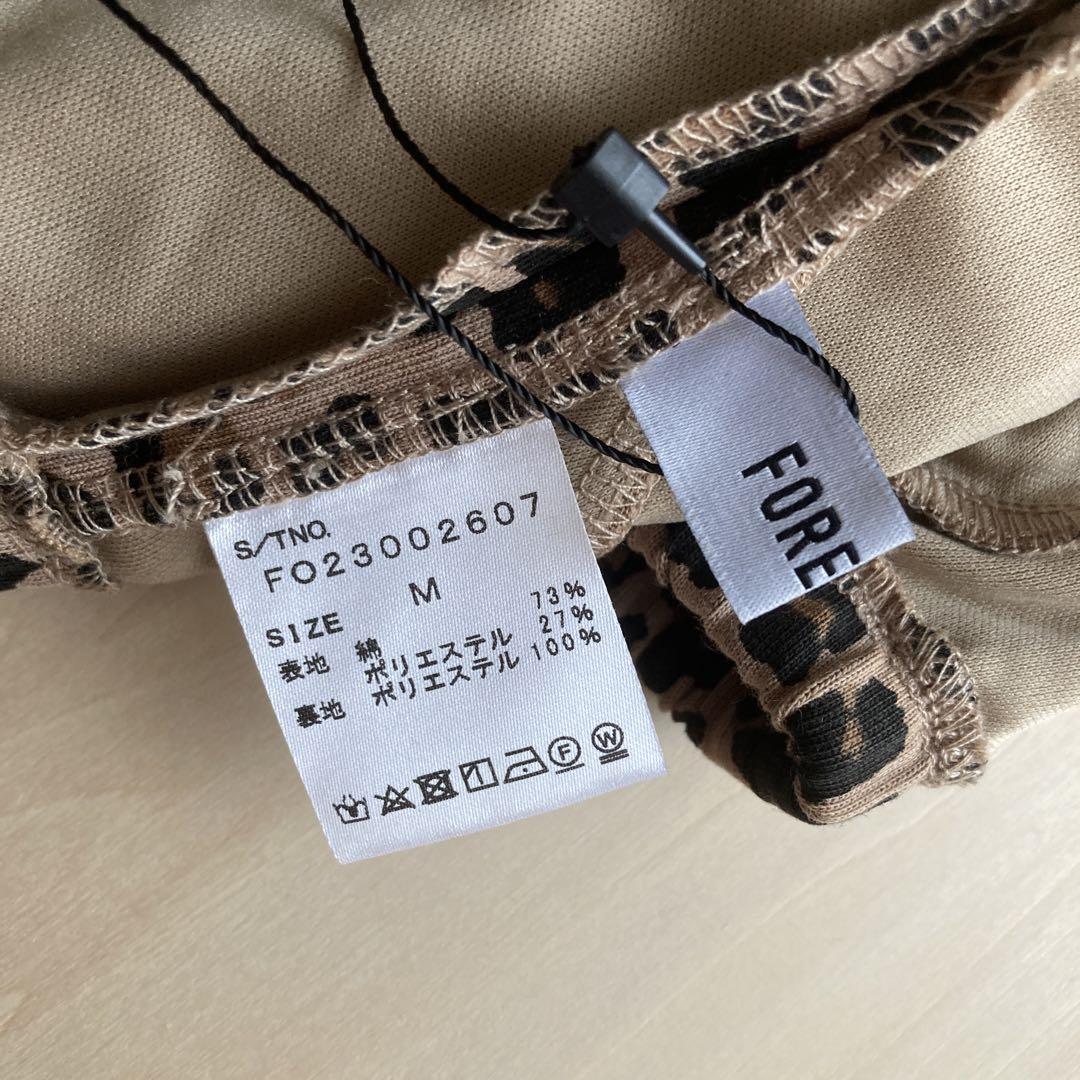 S/TNO.
FO23002607
SIZE M
表地 綿 73%
ポリエステル 27%
裏地 ポリエステル 100%
F W
FORE